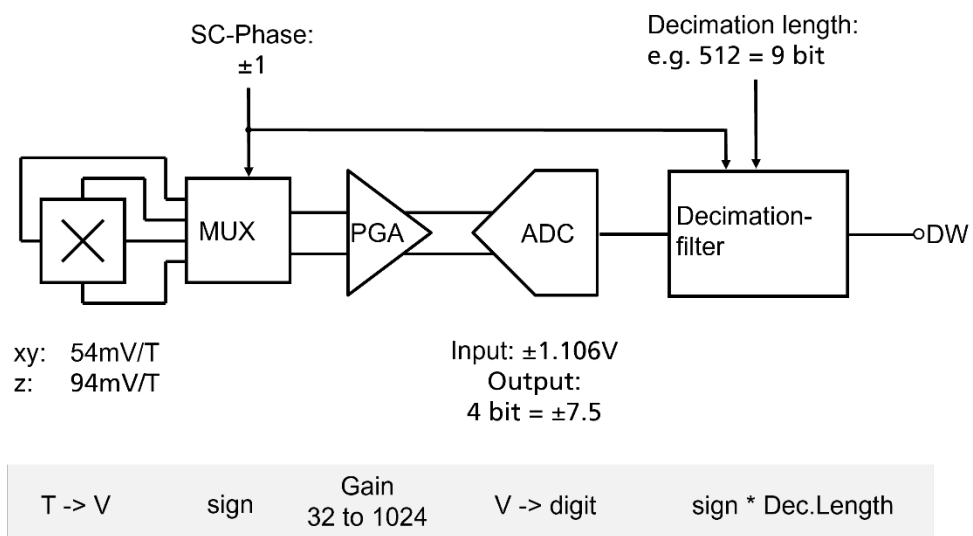 SC-Phase:
±1
Decimation length:
e.g. 512 = 9 bit
MUX
PGA
ADC
Decimation-
filter
DW
xy: 54mV/T
z: 94mV/T
Input: ±1.106V
Output:
4 bit = ±7.5
T -> V
sign
Gain
32 to 1024
V -> digit
sign * Dec.Length